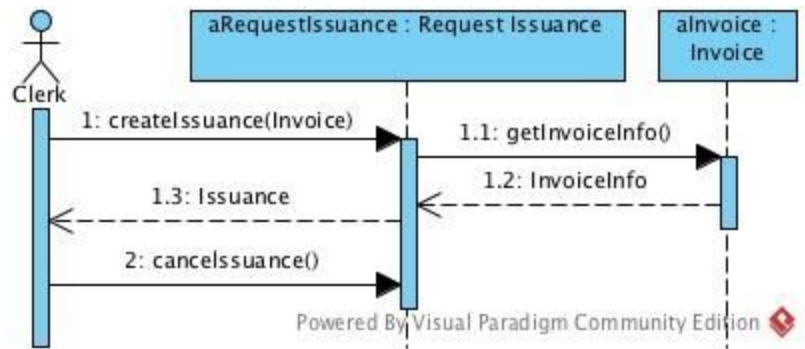 aRequestIssuance : Request Issuance
aInvoice :
Invoice
Clerk
1: createIssuance(Invoice)
1.1: getInvoiceInfo()
1.2: InvoiceInfo
1.3: Issuance
2: cancelssuance()
Powered By Visual Paradigm Community Edition